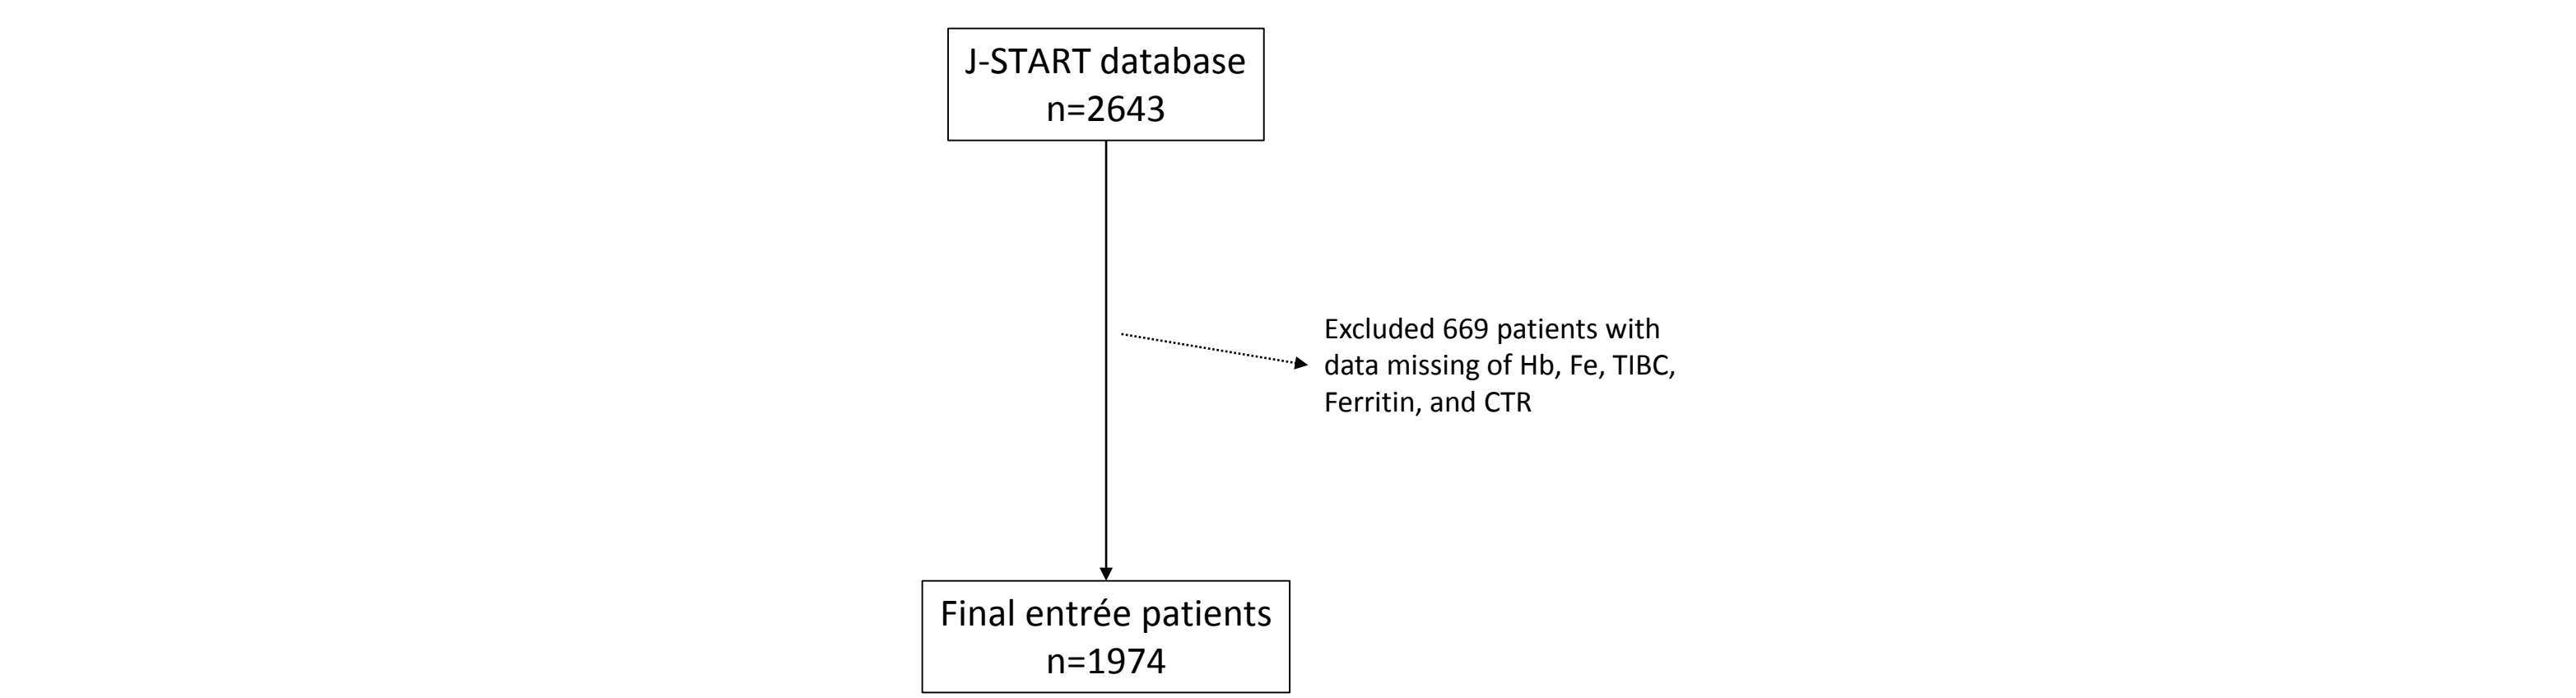 J-START database
n=2643
Excluded 669 patients with
data missing of Hb, Fe, TIBC,
Ferritin, and CTR
Final entrée patients
n=1974